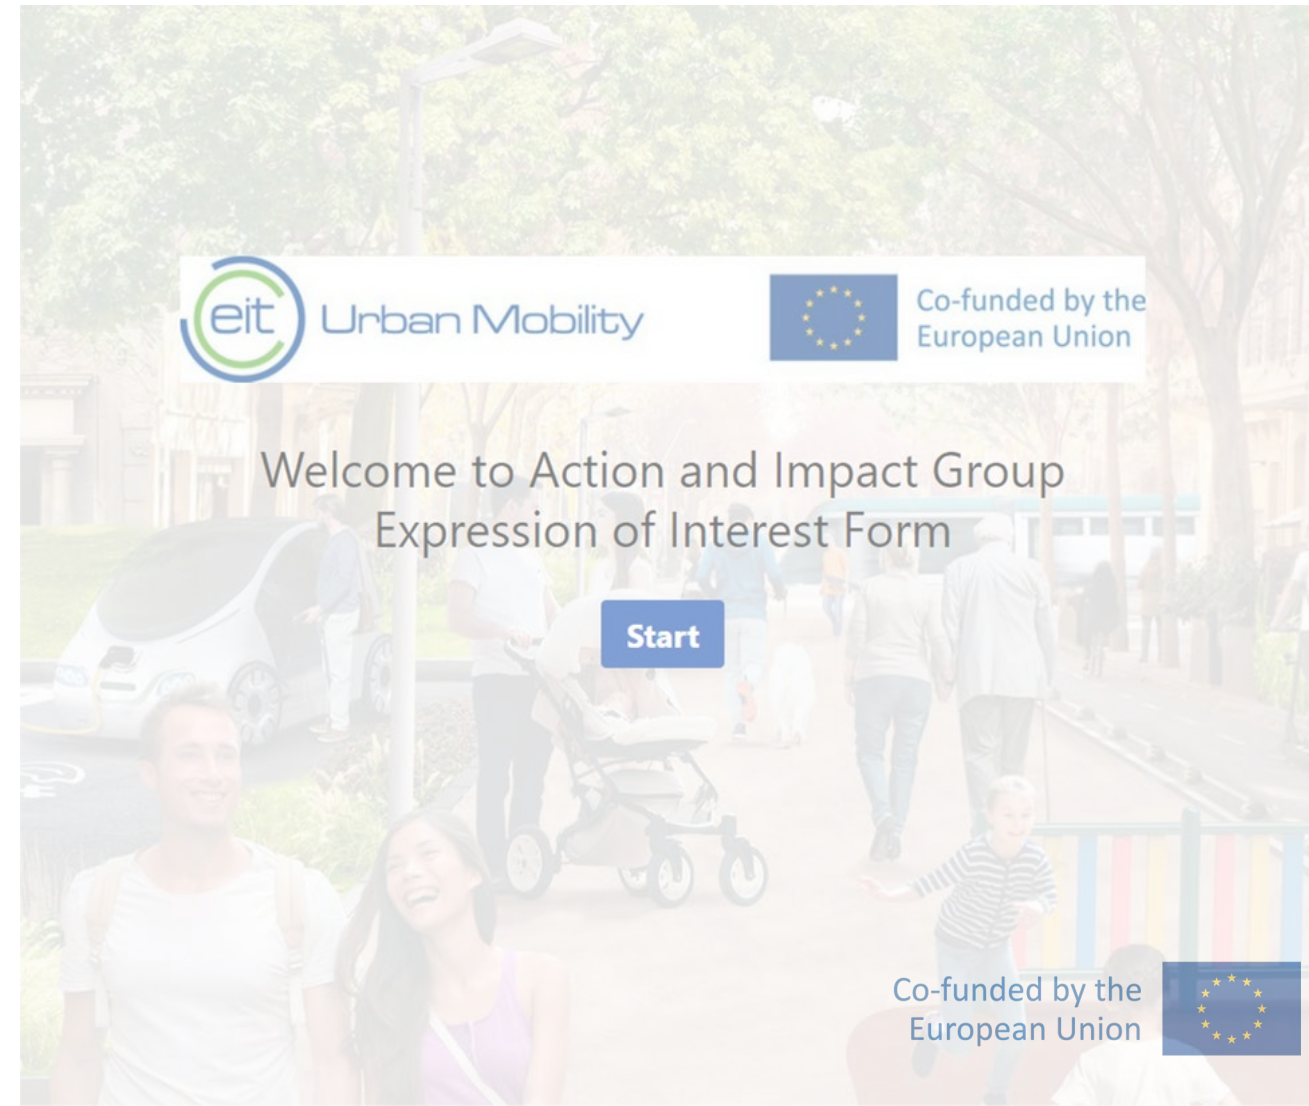 eit Urban Mobility
Co-funded by the
European Union
Welcome to Action and Impact Group
Expression of Interest Form
Start
Co-funded by the
European Union